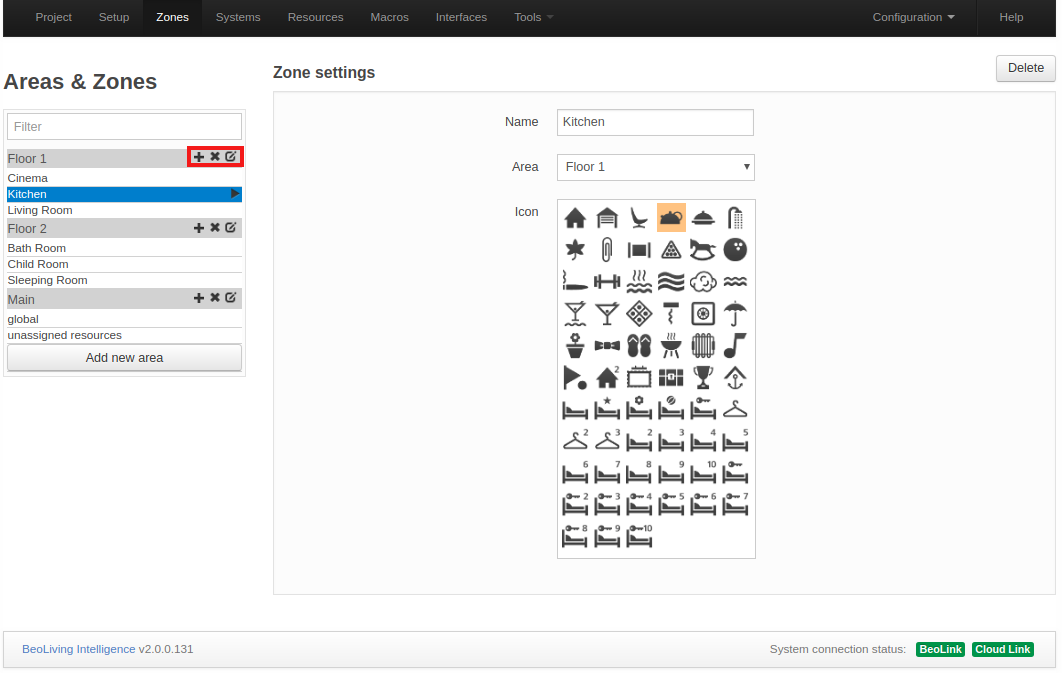 Project Setup Zones Systems Resources Macros Interfaces Tools Configuration Help
Areas & Zones
Filter
Floor 1
Cinema
Kitchen
Living Room
Floor 2
Bath Room
Child Room
Sleeping Room
Main
global
unassigned resources
Add new area
Zone settings
Delete
Name Kitchen
Area Floor 1
Icon
2
2 3 2 3 4 5
6 7 8 9 10
2 3 4 5 6 7
8 9 10
BeoLiving Intelligence v2.0.0.131
System connection status: BeoLink Cloud Link